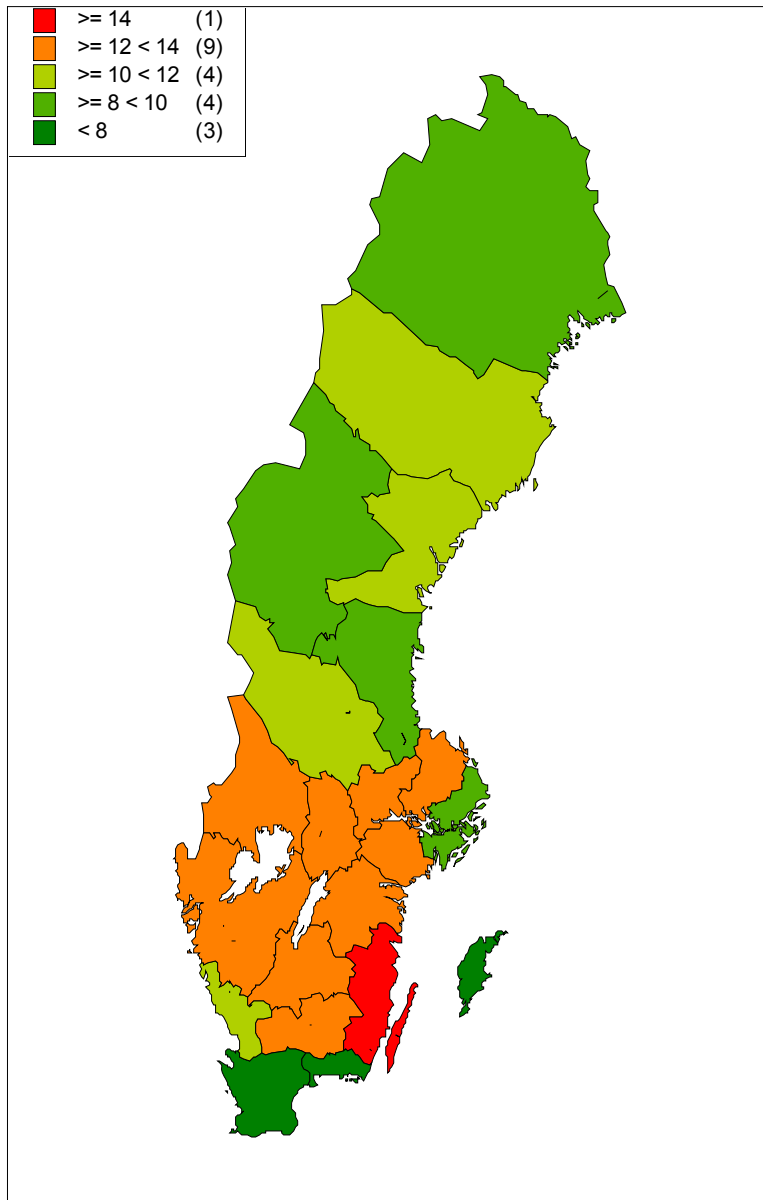 >= 14 (1)
>= 12 < 14 (9)
>= 10 < 12 (4)
>= 8 < 10 (4)
< 8 (3)